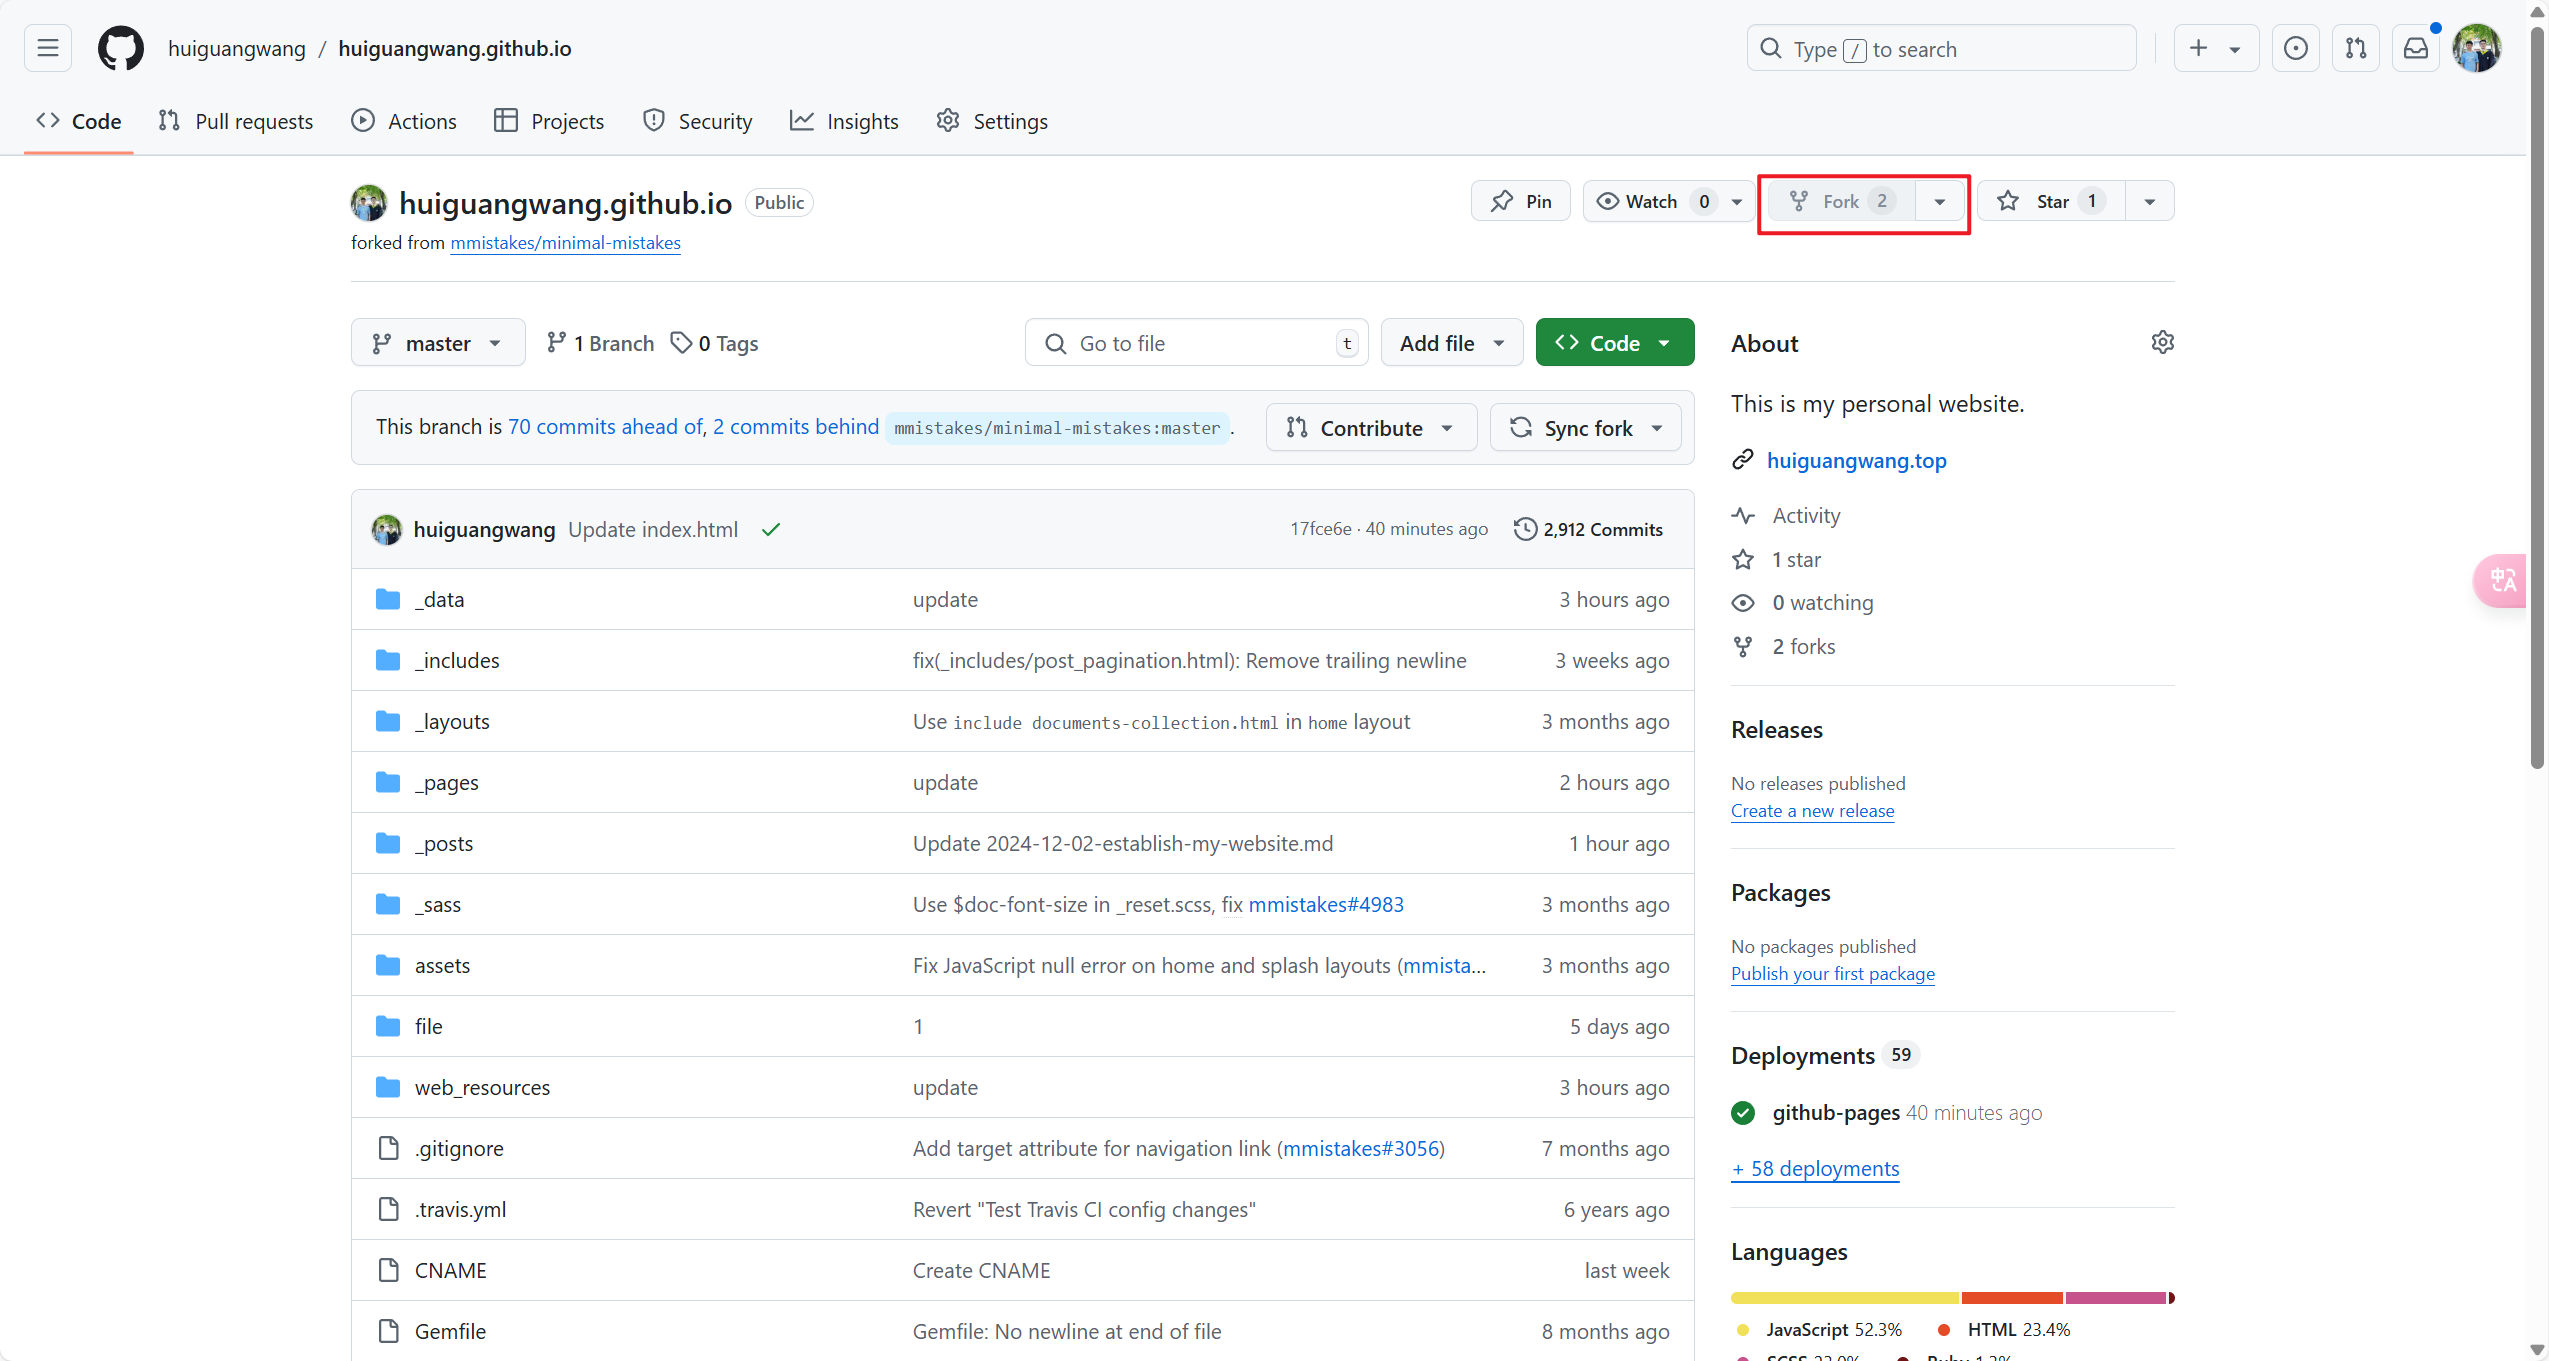 huiguangwang / huiguangwang.github.io
Type / to search
Code Pull requests Actions Projects Security Insights Settings
huiguangwang.github.io Public
Pin Watch 0 Fork 2 Star 1
forked from mmistakes/minimal-mistakes
master 1 Branch 0 Tags Go to file t Add file Code
This branch is 70 commits ahead of, 2 commits behind mmistakes/minimal-mistakes:master . Contribute Sync fork
huiguangwang Update index.html 17fce6e · 40 minutes ago 2,912 Commits
_data update 3 hours ago
_includes fix(_includes/post_pagination.html): Remove trailing newline 3 weeks ago
_layouts Use include documents-collection.html in home layout 3 months ago
_pages update 2 hours ago
_posts Update 2024-12-02-establish-my-website.md 1 hour ago
_sass Use $doc-font-size in _reset.scss, fix mmistakes#4983 3 months ago
assets Fix JavaScript null error on home and splash layouts (mmista... 3 months ago
file 1 5 days ago
web_resources update 3 hours ago
.gitignore Add target attribute for navigation link (mmistakes#3056) 7 months ago
.travis.yml Revert "Test Travis CI config changes" 6 years ago
CNAME Create CNAME last week
Gemfile Gemfile: No newline at end of file 8 months ago
About
This is my personal website.
huiguangwang.top
Activity
1 star
0 watching
2 forks
Releases
No releases published
Create a new release
Packages
No packages published
Publish your first package
Deployments 59
github-pages 40 minutes ago
+ 58 deployments
Languages
JavaScript 52.3% HTML 23.4%
中A